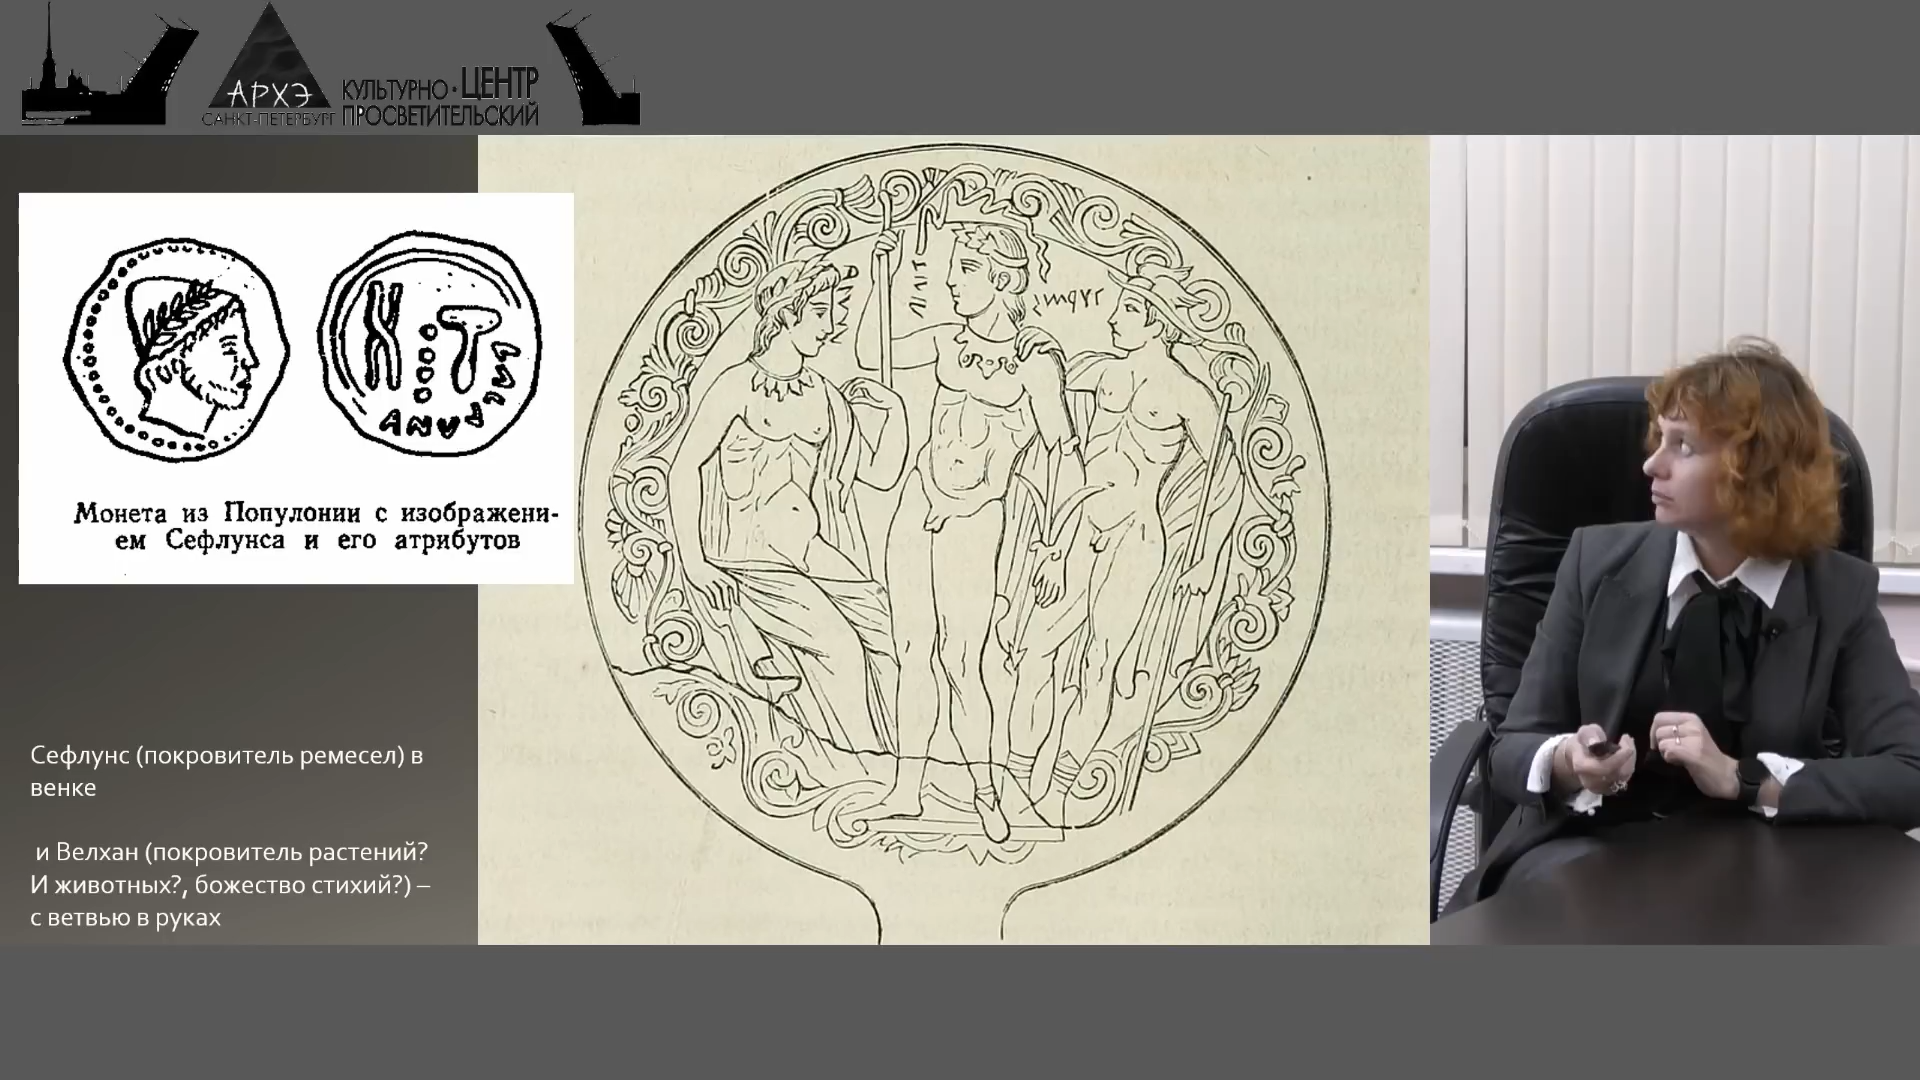 АРХЭ
САНКТ-ПЕТЕРБУРГ
КУЛЬТУРНО·ЦЕНТР
ПРОСВЕТИТЕЛЬСКИЙ
Монета из Популонии с изображени-
ем Сефлунса и его атрибутов
Сефлунс (покровитель ремесел) в
венке
и Велхан (покровитель растений?
И животных?, божество стихий?) –
с ветвью в руках